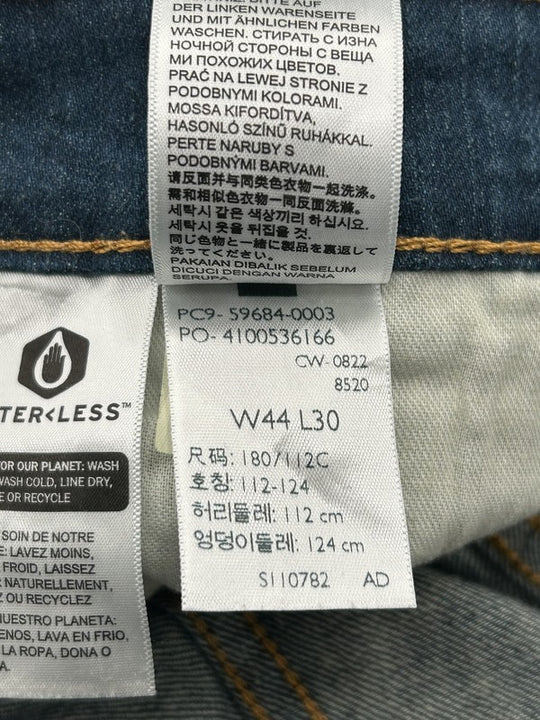 DER LINKEN WARENSEITE
UND MIT ÄHNLICHEN FARBEN
WASCHEN. СТИРАТЬ С ИЗНА
НОЧНОЙ СТОРОНЫ С ВЕЩА
МИ ПОХОЖИХ ЦВЕТОВ.
PRAĆ NA LEWEJ STRONIE Z
PODOBNYMI KOLORAMI.
MOSSA KIFORDÍTVA,
HASONLÓ SZÍNŰ RUHÁKKAL.
PERTE NARUBY S
PODOBNÝMI BARVAMI.
请反面并与同类色衣物一起洗涤。
需和相似色衣物一同反面洗滌。
세탁시 같은 색상끼리 하십시요.
세탁시 옷을 뒤집을 것.
同じ色物と一緒に製品を裏返して
洗ってください。
PAKAIAN DIBALIK SEBELUM
DICUCI DENGAN WARNA
SERUPA.
PC9- 59684-0003
PO- 4100536166
CW-0822
8520
W44 L30
尺码: 180/112C
호칭: 112-124
허리둘레: 112 cm
엉덩이둘레: 124 cm
S110782 AD
TER<LESS™
FOR OUR PLANET: WASH
WASH COLD, LINE DRY,
E OR RECYCLE
SOIN DE NOTRE
E: LAVEZ MOINS,
FROID, LAISSEZ
NATURELLEMENT,
OU RECYCLEZ
NUESTRO PLANETA:
ENOS, LAVA EN FRIO,
LA ROPA, DONA O
A.